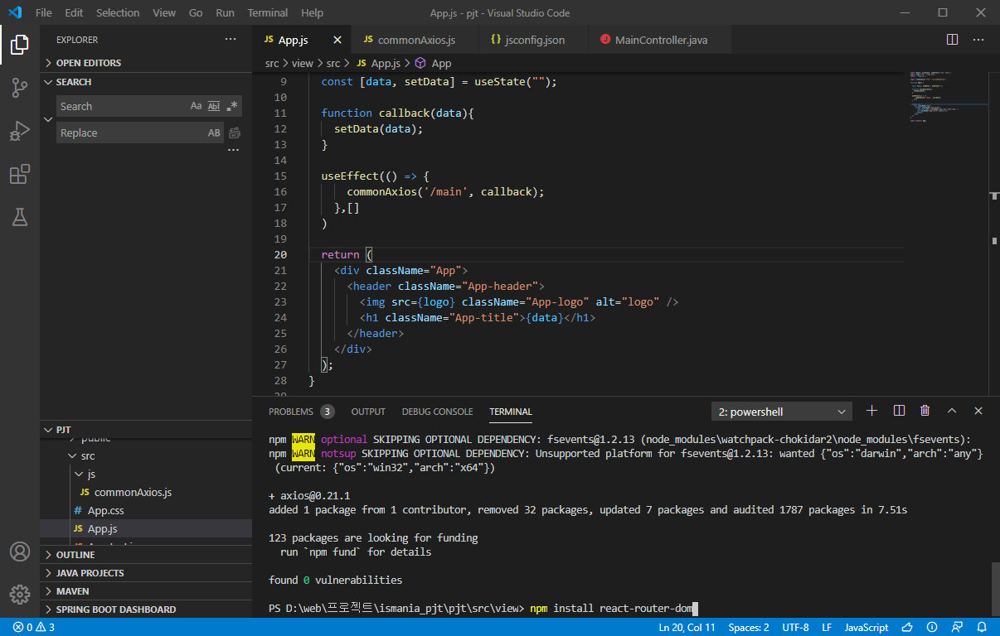 File Edit Selection View Go Run Terminal Help App.js - pjt - Visual Studio Code
EXPLORER
OPEN EDITORS
SEARCH
Search Aa Abl
Replace AB
PJT
public
src
js
JS commonAxios.js
# App.css
JS App.js
OUTLINE
JAVA PROJECTS
MAVEN
SPRING BOOT DASHBOARD
JS App.js JS commonAxios.js {} jsconfig.json J MainController.java
src > view > src > JS App.js > App
9 const [data, setData] = useState("");
10
11 function callback(data){
12 setData(data);
13 }
14
15 useEffect(() => {
16 commonAxios('/main', callback);
17 },[]
18 )
19
20 return (
21 <div className="App">
22 <header className="App-header">
23 <img src={logo} className="App-logo" alt="logo" />
24 <h1 className="App-title">{data}</h1>
25 </header>
26 </div>
27 );
28 }
29
PROBLEMS 3 OUTPUT DEBUG CONSOLE TERMINAL 2: powershell
npm WARN optional SKIPPING OPTIONAL DEPENDENCY: fsevents@1.2.13 (node_modules\watchpack-chokidar2\node_modules\fsevents):
npm WARN notsup SKIPPING OPTIONAL DEPENDENCY: Unsupported platform for fsevents@1.2.13: wanted {"os":"darwin","arch":"any"}
(current: {"os":"win32","arch":"x64"})
+ axios@0.21.1
added 1 package from 1 contributor, removed 32 packages, updated 7 packages and audited 1787 packages in 7.51s
123 packages are looking for funding
run `npm fund` for details
found 0 vulnerabilities
PS D:\web\프로젝트\ismania_pjt\pjt\src\view> npm install react-router-dom
0 3 Ln 20, Col 11 Spaces: 2 UTF-8 LF JavaScript